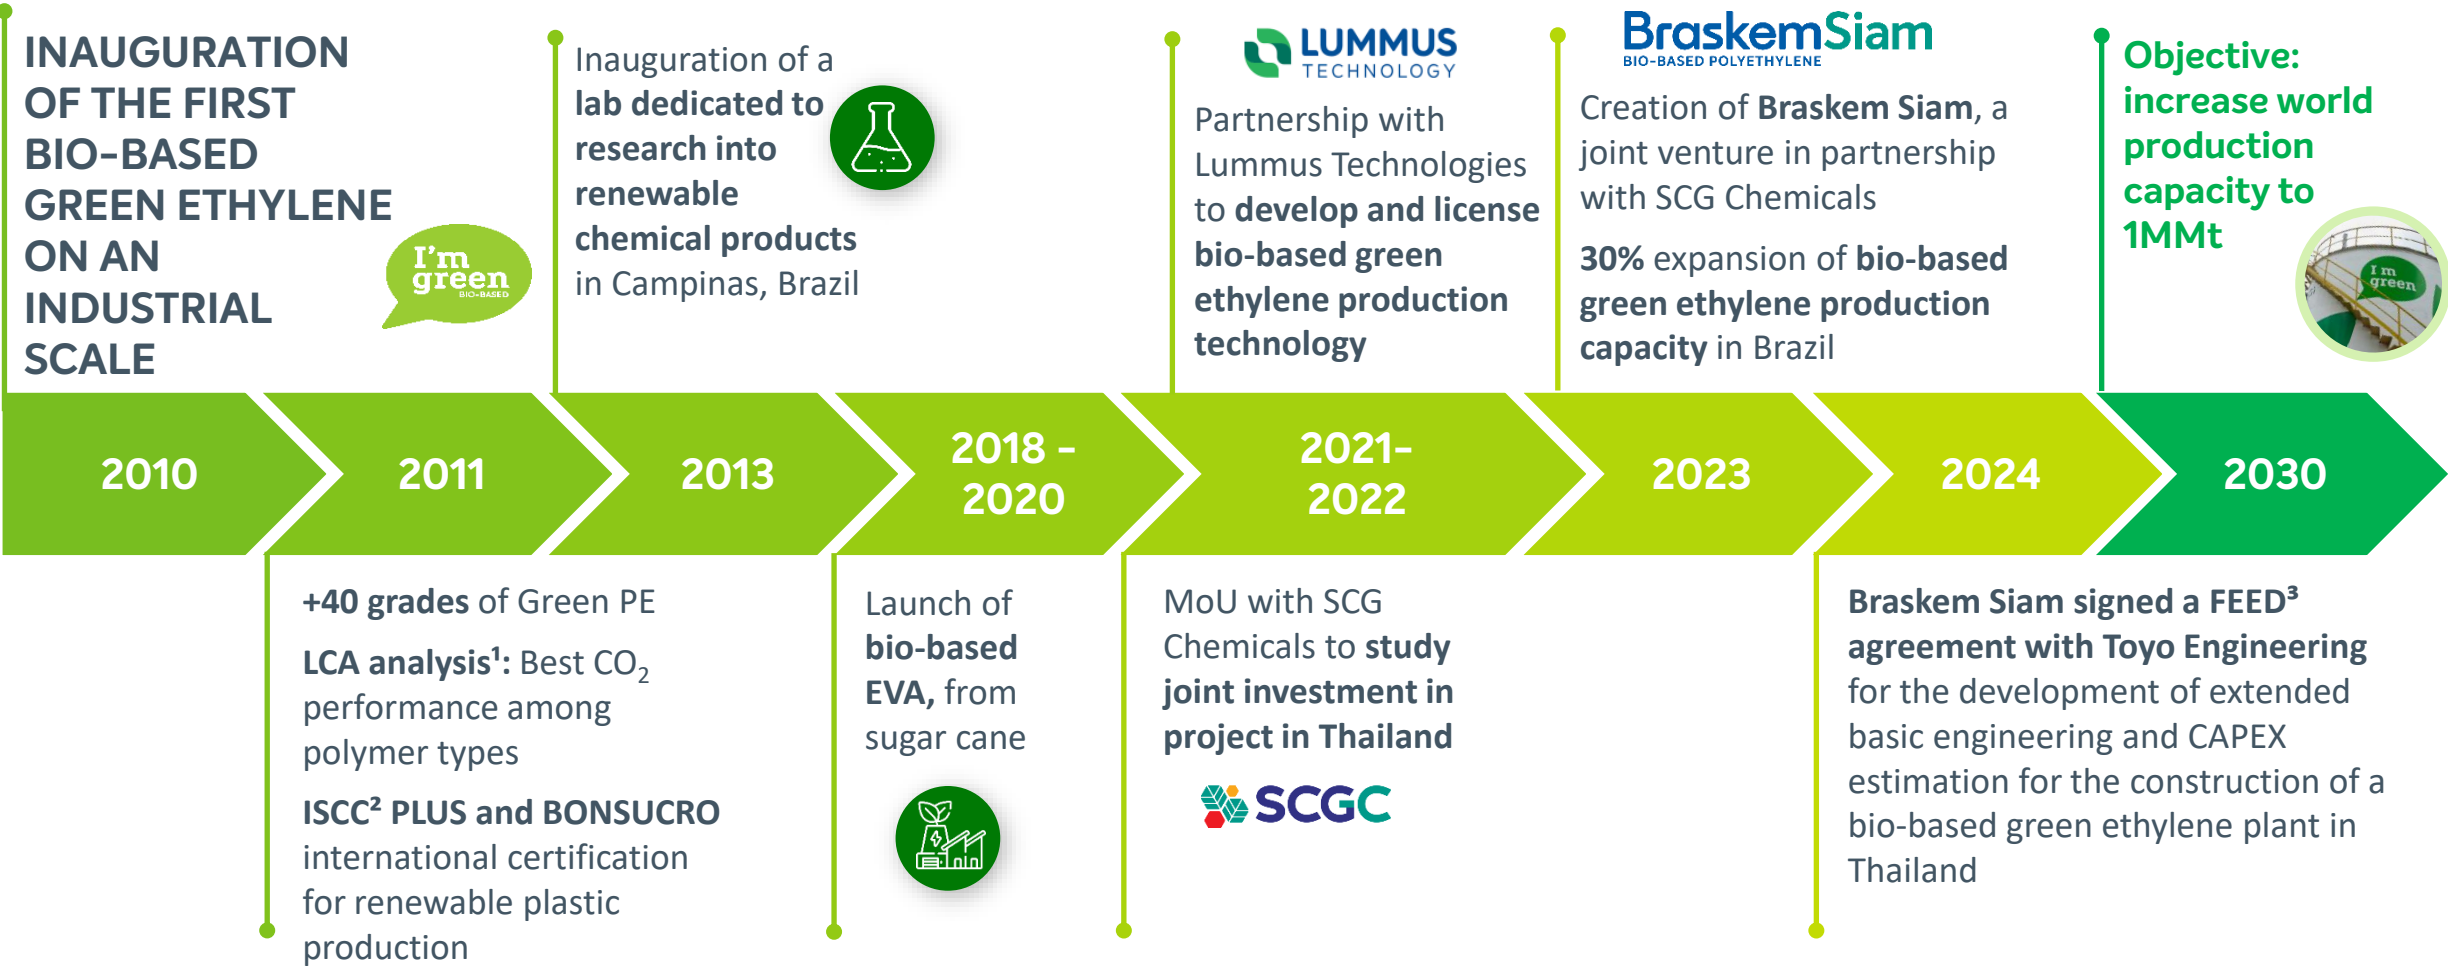 INAUGURATION
OF THE FIRST
BIO-BASED
GREEN ETHYLENE
ON AN
INDUSTRIAL
SCALE
I'm
green
BIO-BASED
Inauguration of a
lab dedicated to
research into
renewable
chemical products
in Campinas, Brazil
LUMMUS
TECHNOLOGY
Partnership with
Lummus Technologies
to develop and license
bio-based green
ethylene production
technology
BraskemSiam
BIO-BASED POLYETHYLENE
Creation of Braskem Siam, a
joint venture in partnership
with SCG Chemicals
30% expansion of bio-based
green ethylene production
capacity in Brazil
Objective:
increase world
production
capacity to
1MMt
I'm
green
2010
2011
2013
2018 -
2020
2021-
2022
2023
2024
2030
+40 grades of Green PE
LCA analysis¹: Best CO₂
performance among
polymer types
ISCC² PLUS and BONSUCRO
international certification
for renewable plastic
production
Launch of
bio-based
EVA, from
sugar cane
MoU with SCG
Chemicals to study
joint investment in
project in Thailand
SCGC
Braskem Siam signed a FEED³
agreement with Toyo Engineering
for the development of extended
basic engineering and CAPEX
estimation for the construction of a
bio-based green ethylene plant in
Thailand